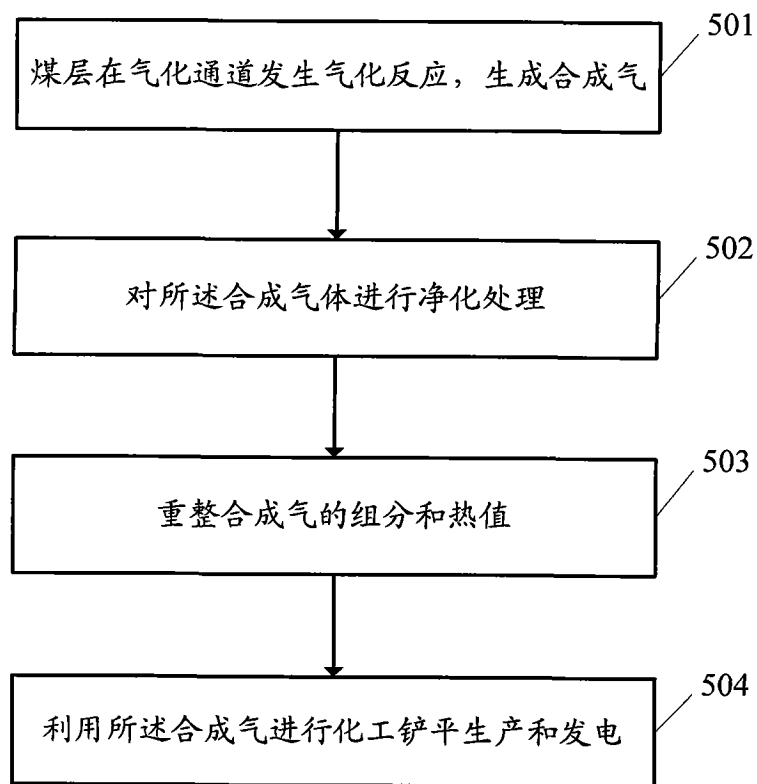 501
煤层在气化通道发生气化反应，生成合成气
502
对所述合成气体进行净化处理
503
重整合成气的组分和热值
504
利用所述合成气进行化工铲平生产和发电